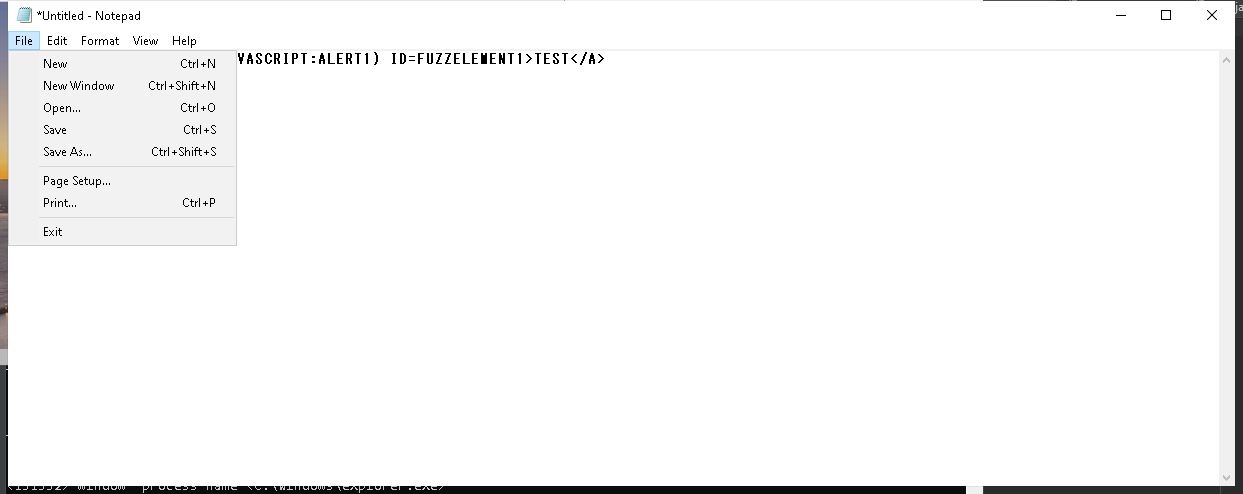 *Untitled - Notepad
File Edit Format View Help
VASCRIPT:ALERT1) ID=FUZZELEMENT1>TEST</A>
New Ctrl+N
New Window Ctrl+Shift+N
Open... Ctrl+O
Save Ctrl+S
Save As... Ctrl+Shift+S
Page Setup...
Print... Ctrl+P
Exit
window process name <C:\Windows\explorer.exe>